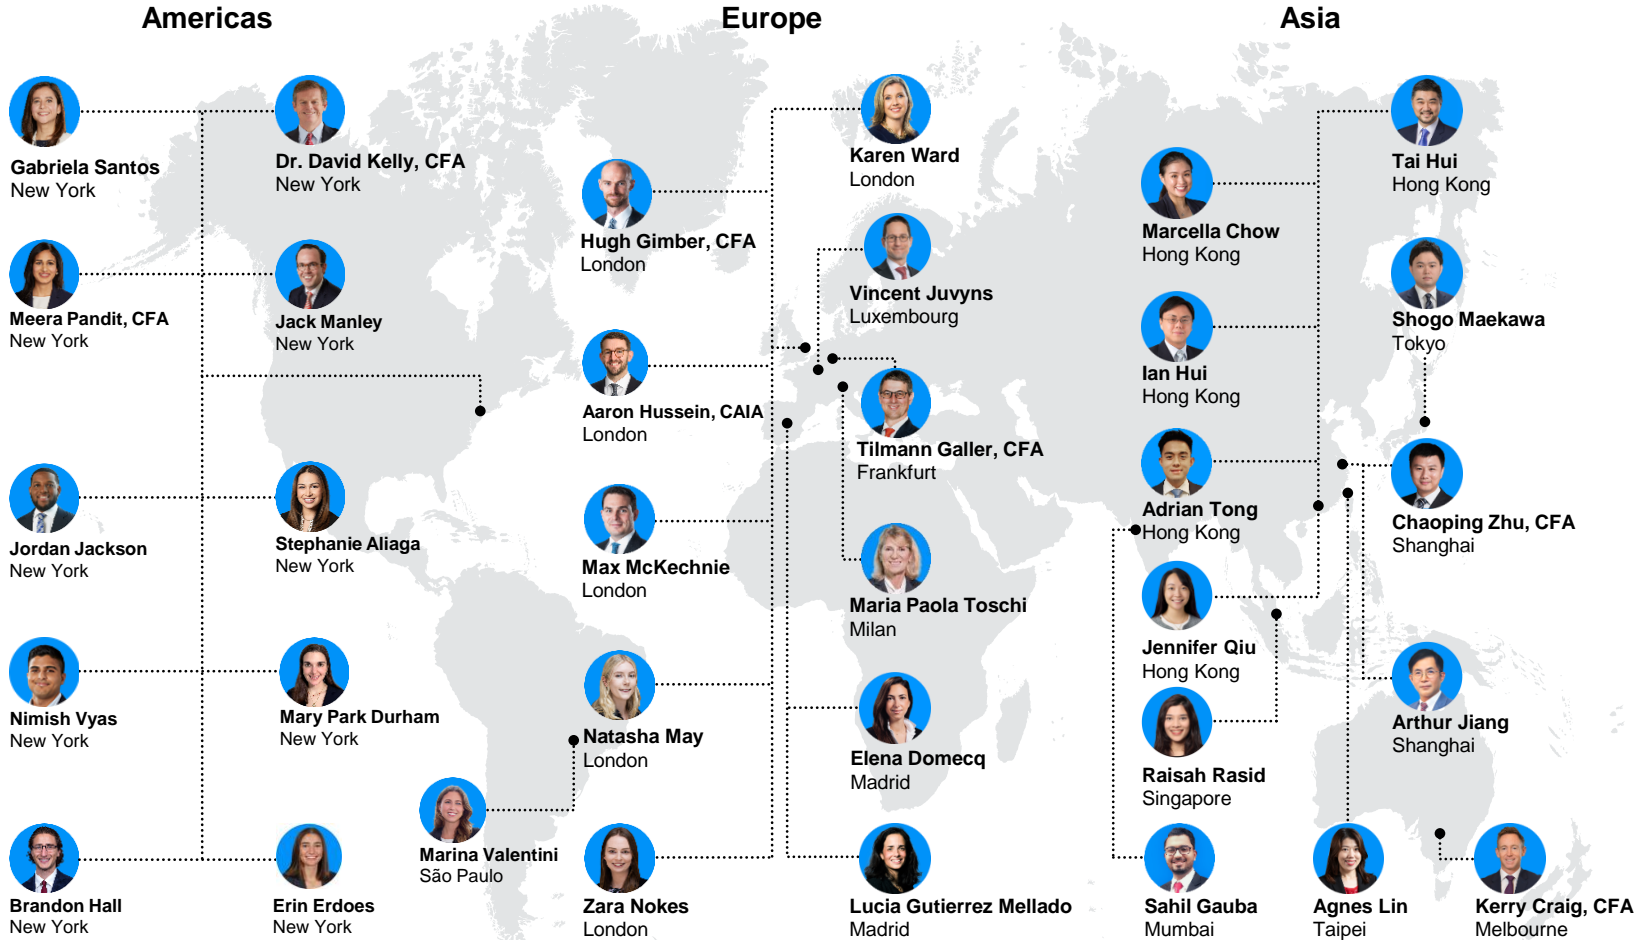 Americas
Europe
Asia
Gabriela Santos
New York
Dr. David Kelly, CFA
New York
Meera Pandit, CFA
New York
Jack Manley
New York
Jordan Jackson
New York
Stephanie Aliaga
New York
Nimish Vyas
New York
Mary Park Durham
New York
Brandon Hall
New York
Erin Erdoes
New York
Marina Valentini
São Paulo
Karen Ward
London
Hugh Gimber, CFA
London
Vincent Juvyns
Luxembourg
Aaron Hussein, CAIA
London
Tilmann Galler, CFA
Frankfurt
Max McKechnie
London
Maria Paola Toschi
Milan
Natasha May
London
Elena Domecq
Madrid
Zara Nokes
London
Lucia Gutierrez Mellado
Madrid
Tai Hui
Hong Kong
Marcella Chow
Hong Kong
Shogo Maekawa
Tokyo
Ian Hui
Hong Kong
Chaoping Zhu, CFA
Shanghai
Adrian Tong
Hong Kong
Jennifer Qiu
Hong Kong
Arthur Jiang
Shanghai
Raisah Rasid
Singapore
Sahil Gauba
Mumbai
Agnes Lin
Taipei
Kerry Craig, CFA
Melbourne